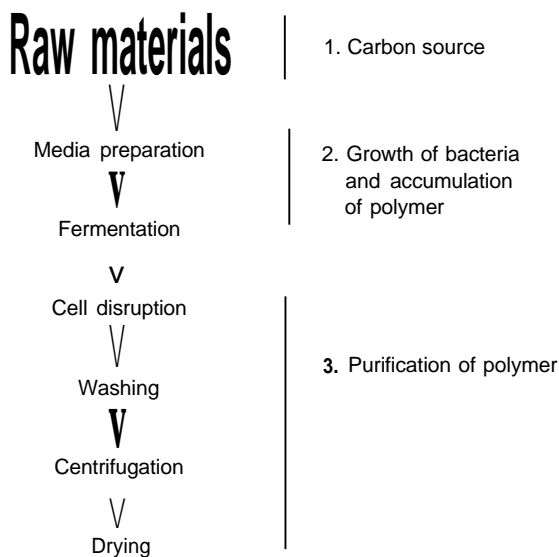 Raw materials
1. Carbon source
V
Media preparation
2. Growth of bacteria
and accumulation
of polymer
V
Fermentation
v
Cell disruption
V
Washing
3. Purification of polymer
V
Centrifugation
V
Drying